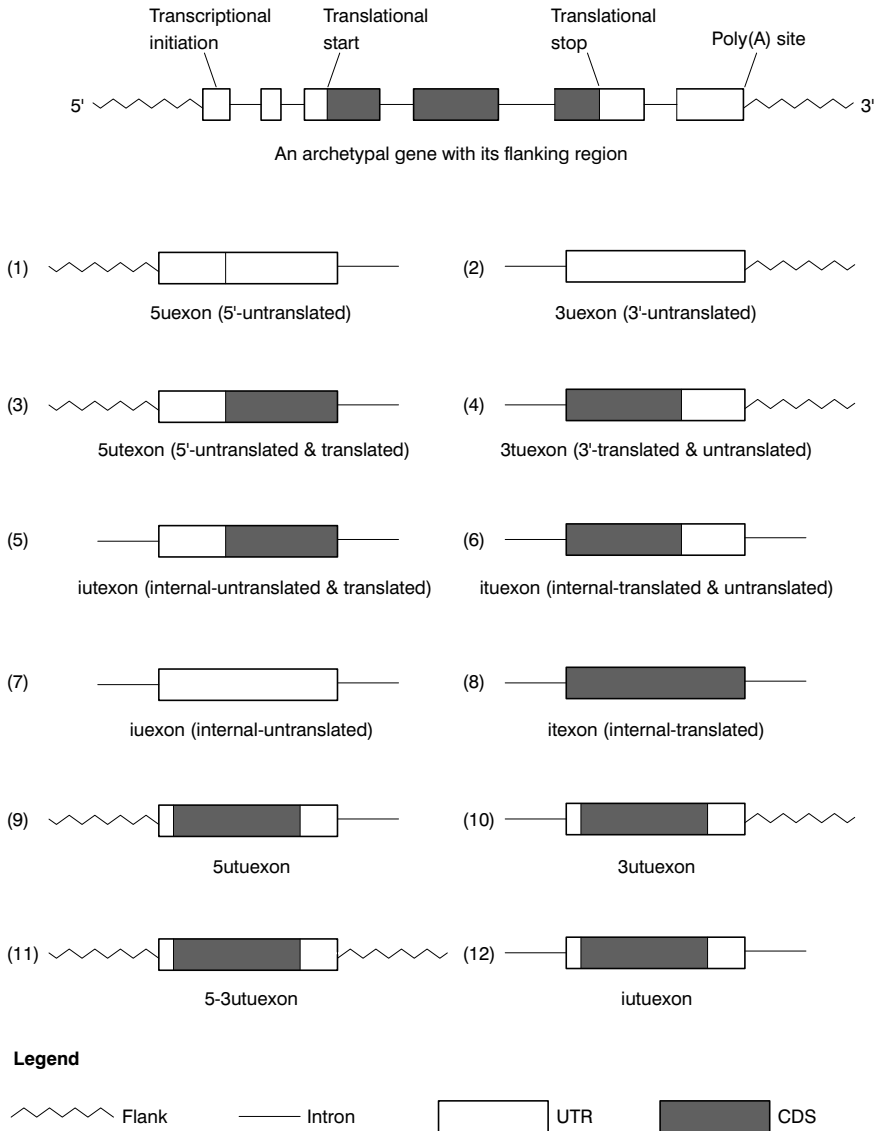 Transcriptional initiation
Translational start
Translational stop
Poly(A) site
5'
3'
An archetypal gene with its flanking region
(1)
5uexon (5'-untranslated)
(2)
3uexon (3'-untranslated)
(3)
5utexon (5'-untranslated & translated)
(4)
3tuexon (3'-translated & untranslated)
(5)
iutexon (internal-untranslated & translated)
(6)
ituexon (internal-translated & untranslated)
(7)
iuexon (internal-untranslated)
(8)
itexon (internal-translated)
(9)
5utuexon
(10)
3utuexon
(11)
5-3utuexon
(12)
iutuexon
Legend
Flank
Intron
UTR
CDS